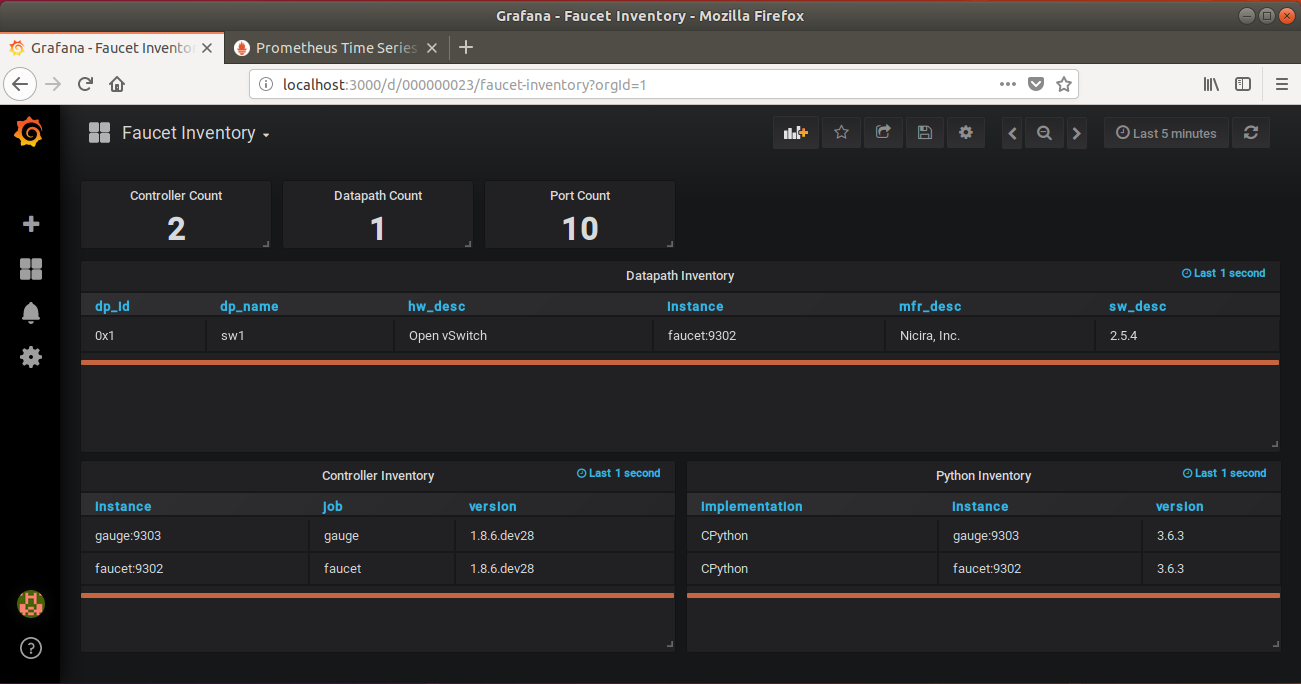 Grafana - Faucet Inventory - Mozilla Firefox
Grafana - Faucet Inventor Prometheus Time Series
localhost:3000/d/000000023/faucet-inventory?orgId=1
Faucet Inventory Last 5 minutes
Controller Count Datapath Count Port Count
2 1 10
Datapath Inventory Last 1 second
dp_id dp_name hw_desc instance mfr_desc sw_desc
0x1 sw1 Open vSwitch faucet:9302 Nicira, Inc. 2.5.4
Controller Inventory Last 1 second Python Inventory Last 1 second
instance job version implementation instance version
gauge:9303 gauge 1.8.6.dev28 CPython gauge:9303 3.6.3
faucet:9302 faucet 1.8.6.dev28 CPython faucet:9302 3.6.3